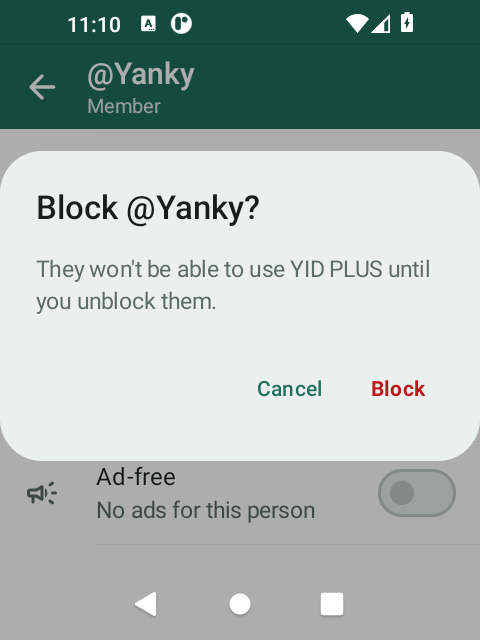 11:10
@Yanky
Member
Block @Yanky?
They won't be able to use YID PLUS until
you unblock them.
Cancel
Block
Ad-free
No ads for this person